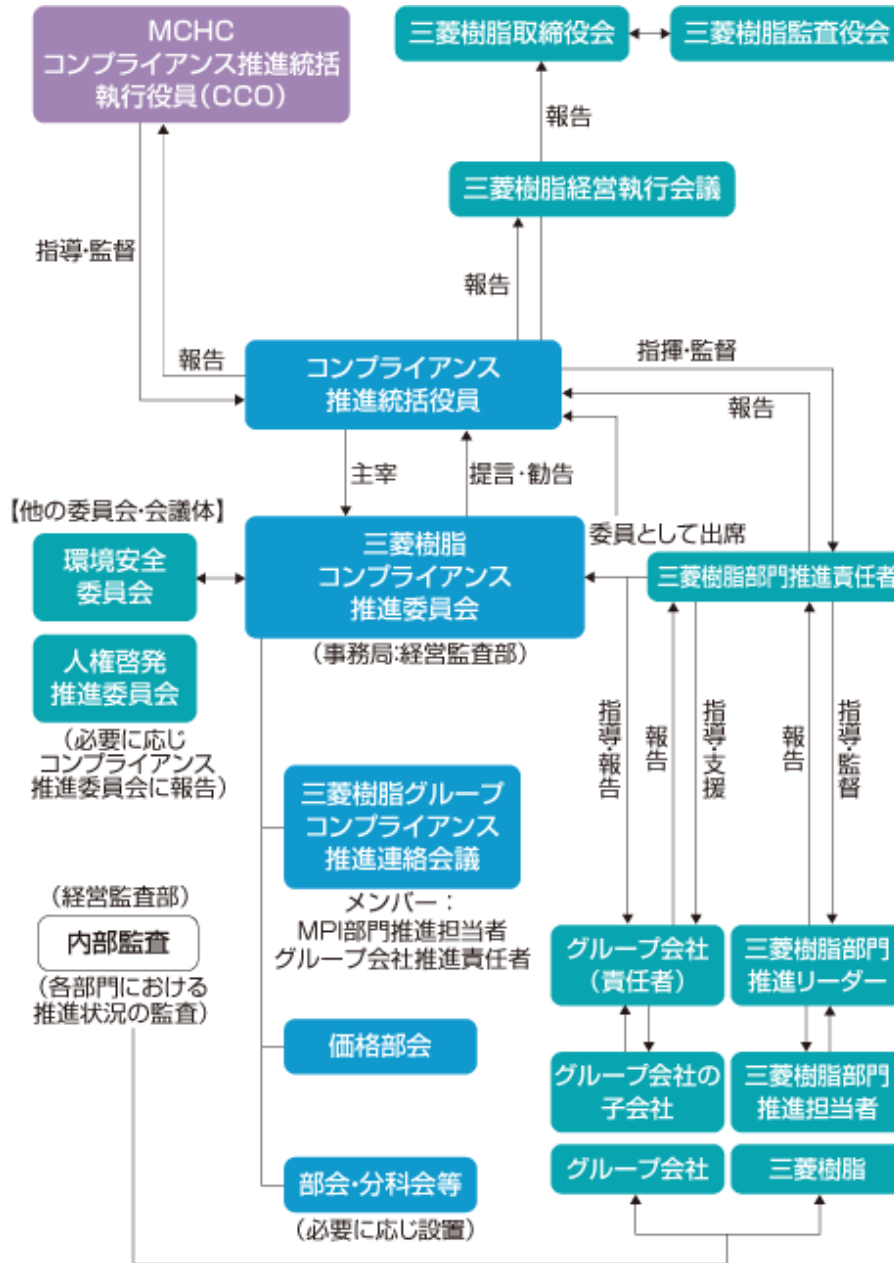 MCHC
コンプライアンス推進統括
執行役員(CCO)
三菱樹脂取締役会
三菱樹脂監査役会
報告
三菱樹脂経営執行会議
指導・監督
報告
報告
コンプライアンス
推進統括役員
指揮・監督
報告
主宰
提言・勧告
【他の委員会・会議体】
委員として出席
環境安全
委員会
三菱樹脂
コンプライアンス
推進委員会
三菱樹脂部門推進責任者
(事務局:経営監査部)
人権啓発
推進委員会
(必要に応じ
コンプライアンス
推進委員会に報告)
指導・報告
報告
指導・支援
報告
指導・監督
三菱樹脂グループ
コンプライアンス
推進連絡会議
メンバー:
MPI部門推進担当者
グループ会社推進責任者
(経営監査部)
内部監査
(各部門における
推進状況の監査)
グループ会社
(責任者)
三菱樹脂部門
推進リーダー
価格部会
グループ会社の
子会社
三菱樹脂部門
推進担当者
部会・分科会等
(必要に応じ設置)
グループ会社
三菱樹脂